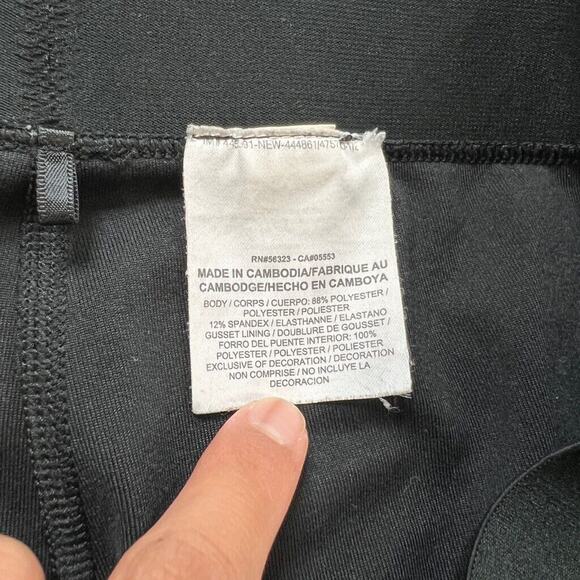 RN#56323 - CA#05553
MADE IN CAMBODIA/FABRIQUE AU
CAMBODGE/HECHO EN CAMBOYA
BODY / CORPS / CUERPO: 88% POLYESTER /
POLYESTER / POLIESTER
12% SPANDEX / ELASTHANNE / ELASTANO
GUSSET LINING / DOUBLURE DE GOUSSET /
FORRO DEL PUENTE INTERIOR: 100%
POLYESTER / POLYESTER / POLIESTER
EXCLUSIVE OF DECORATION / DECORATION
NON COMPRISE / NO INCLUYE LA
DECORACION